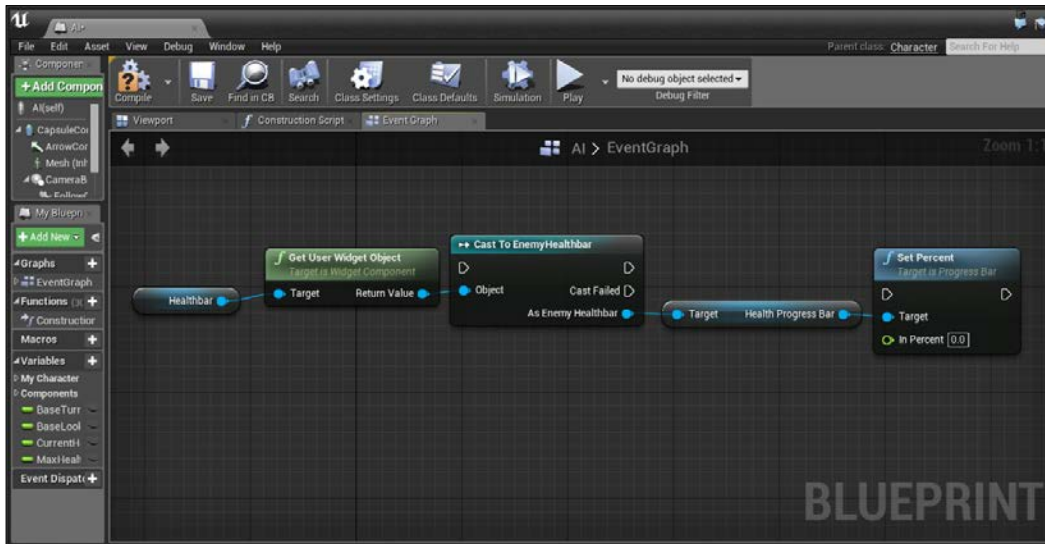 AI*
File Edit Asset View Debug Window Help
Parent class: Character Search For Help
Componen
+Add Compon
AI(self)
CapsuleCo
ArrowCor
Mesh (Inh
CameraB
Compile Save Find in CB Search Class Settings Class Defaults Simulation Play
No debug object selected
Debug Filter
Viewport f Construction Script Event Graph
AI > EventGraph
Zoom 1:1
My Bluepri
+Add New
Graphs +
EventGraph
Functions +
Constructior
Macros +
Variables +
My Character
Components
BaseTurr
BaseLool
CurrentH
MaxHealt
Event Dispatc +
Healthbar
f Get User Widget Object
Target is Widget Component
Target Return Value
Cast To EnemyHealthbar
Object Cast Failed
As Enemy Healthbar
Target Health Progress Bar
f Set Percent
Target is Progress Bar
Target
In Percent 0.0
BLUEPRINT